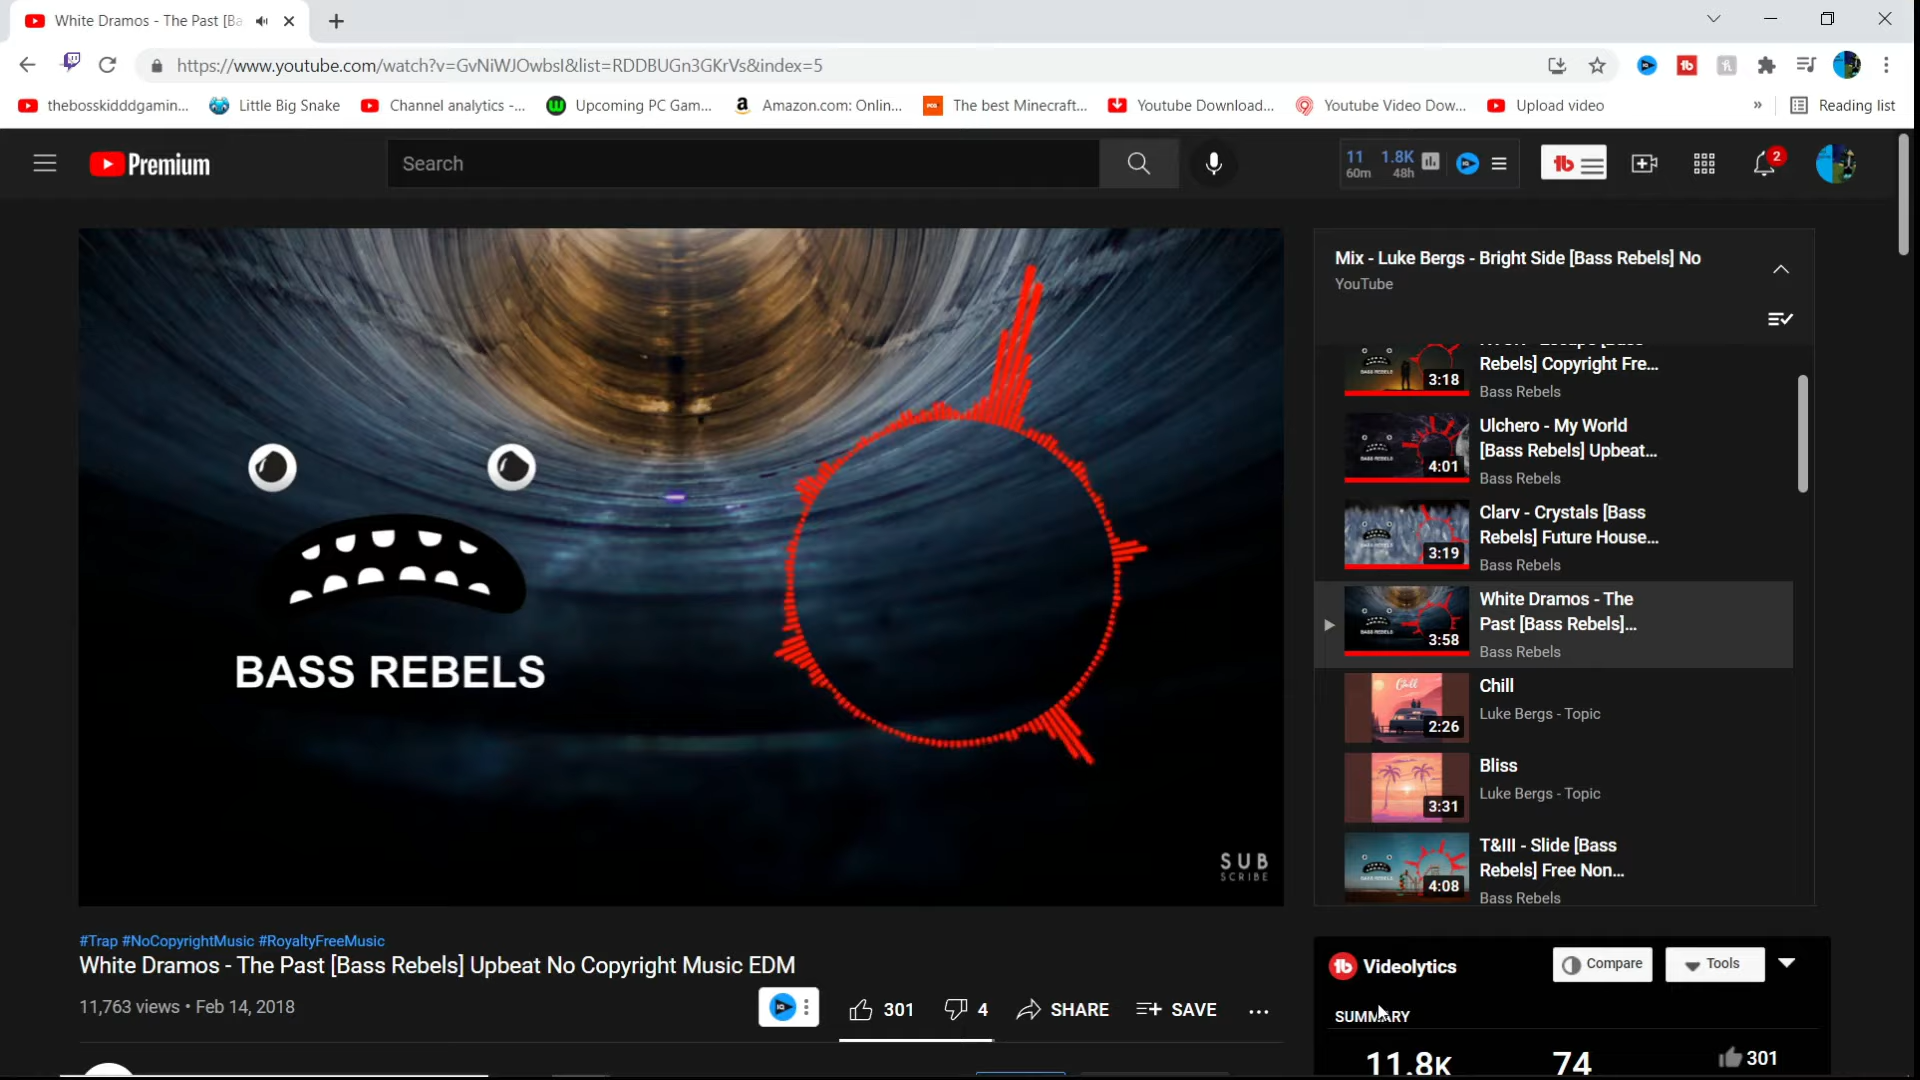 White Dramos - The Past [Ba
https://www.youtube.com/watch?v=GvNiWJOwbsI&list=RDDBUGn3GKrVs&index=5
thebosskidddgamin...
Little Big Snake
Channel analytics -...
Upcoming PC Gam...
Amazon.com: Onlin...
The best Minecraft...
Youtube Download...
Youtube Video Dow...
Upload video
»
Reading list
Premium
Search
11 1.8K
60m 48h
2
BASS REBELS
SUB
SCRIBE
Mix - Luke Bergs - Bright Side [Bass Rebels] No
YouTube
Rebels] Copyright Fre...
Bass Rebels
3:18
Ulchero - My World
[Bass Rebels] Upbeat...
Bass Rebels
4:01
Clarv - Crystals [Bass
Rebels] Future House...
Bass Rebels
3:19
White Dramos - The
Past [Bass Rebels]...
Bass Rebels
3:58
Chill
Luke Bergs - Topic
2:26
Bliss
Luke Bergs - Topic
3:31
T&III - Slide [Bass
Rebels] Free Non...
Bass Rebels
4:08
#Trap #NoCopyrightMusic #RoyaltyFreeMusic
White Dramos - The Past [Bass Rebels] Upbeat No Copyright Music EDM
11,763 views • Feb 14, 2018
301
4
SHARE
SAVE
Videolytics
Compare
Tools
SUMMARY
11.8K
74
301